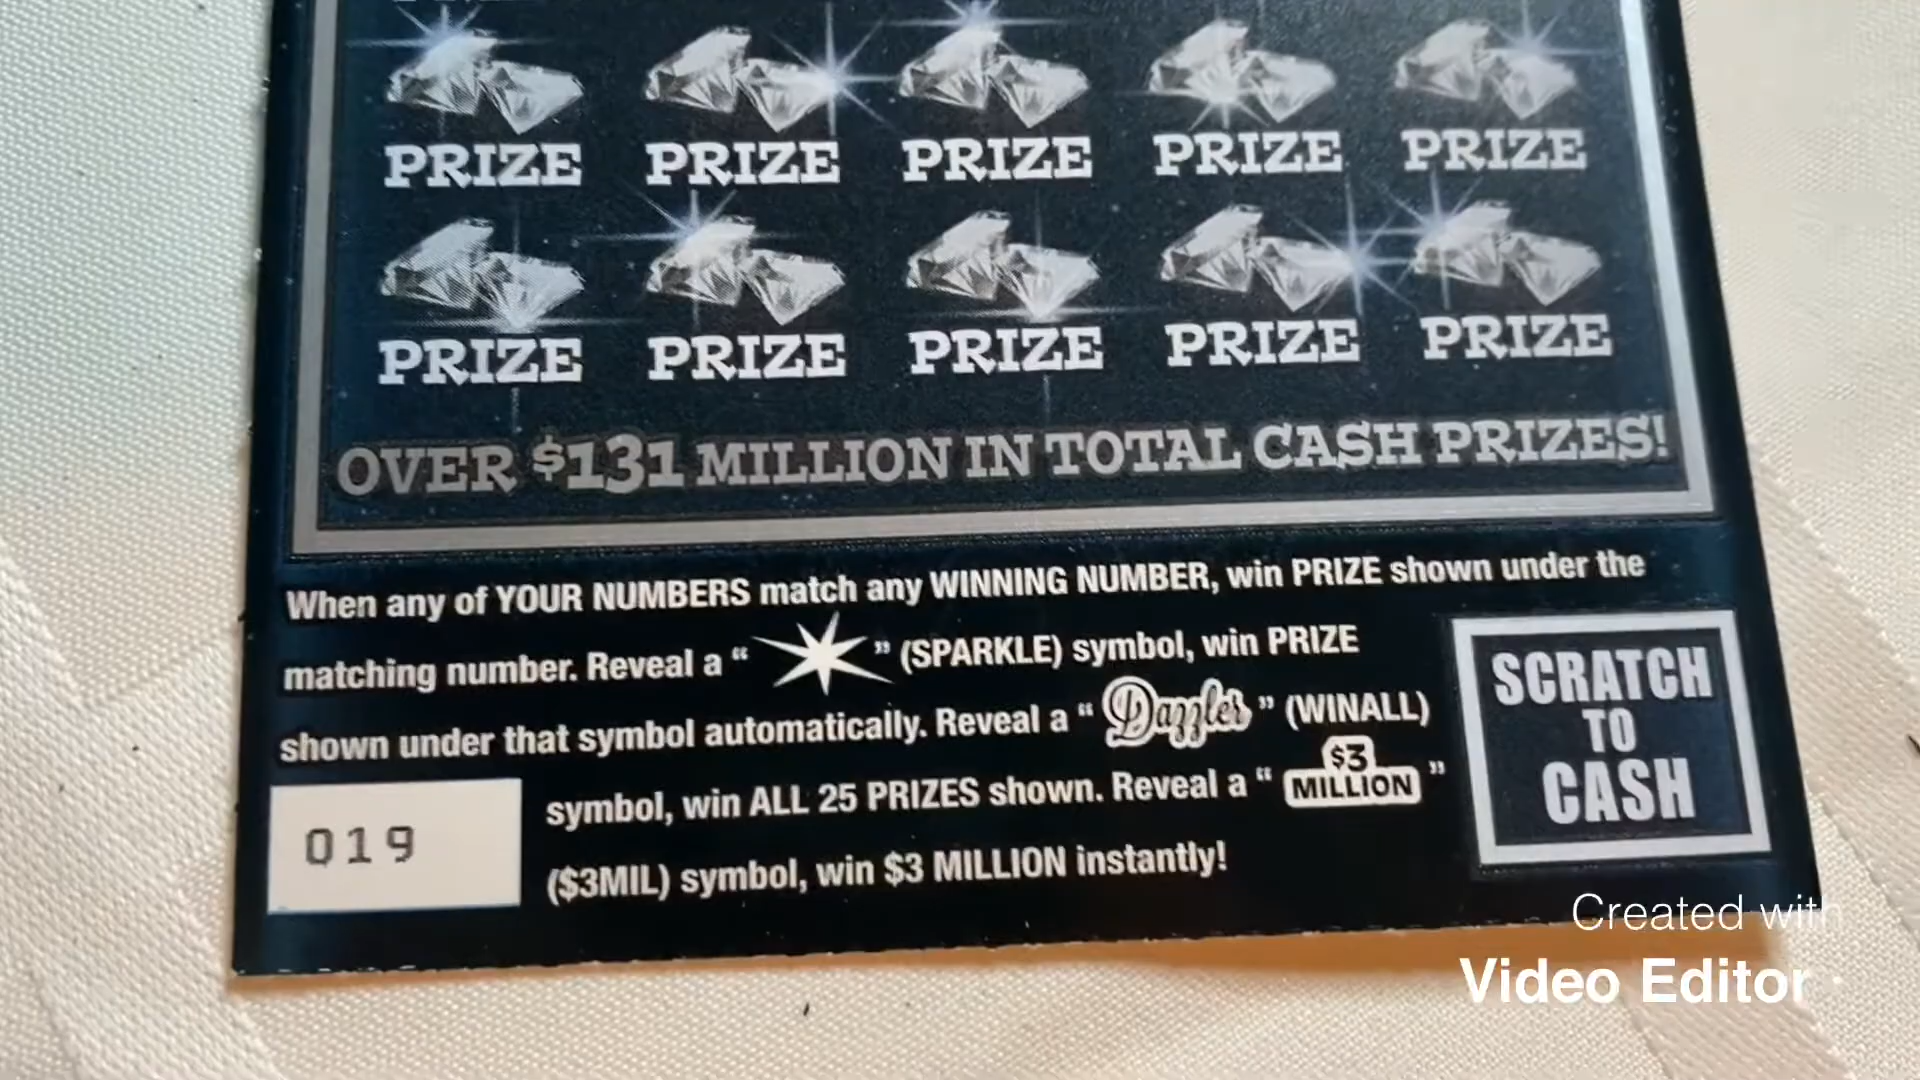 PRIZE PRIZE PRIZE PRIZE PRIZE
PRIZE PRIZE PRIZE PRIZE PRIZE
OVER $131 MILLION IN TOTAL CASH PRIZES!
When any of YOUR NUMBERS match any WINNING NUMBER, win PRIZE shown under the
matching number. Reveal a “ ” (SPARKLE) symbol, win PRIZE
shown under that symbol automatically. Reveal a “Dazzler” (WINALL)
symbol, win ALL 25 PRIZES shown. Reveal a “$3 MILLION”
($3MIL) symbol, win $3 MILLION instantly!
019
SCRATCH
TO
CASH
Created with
Video Editor